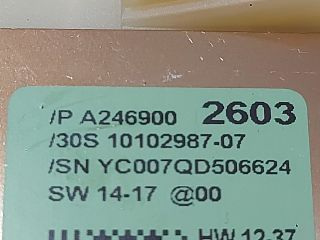 /P A246900 2603
/30S 10102987-07
/SN YC007QD506624
SW 14-17 @00
HW 12-37